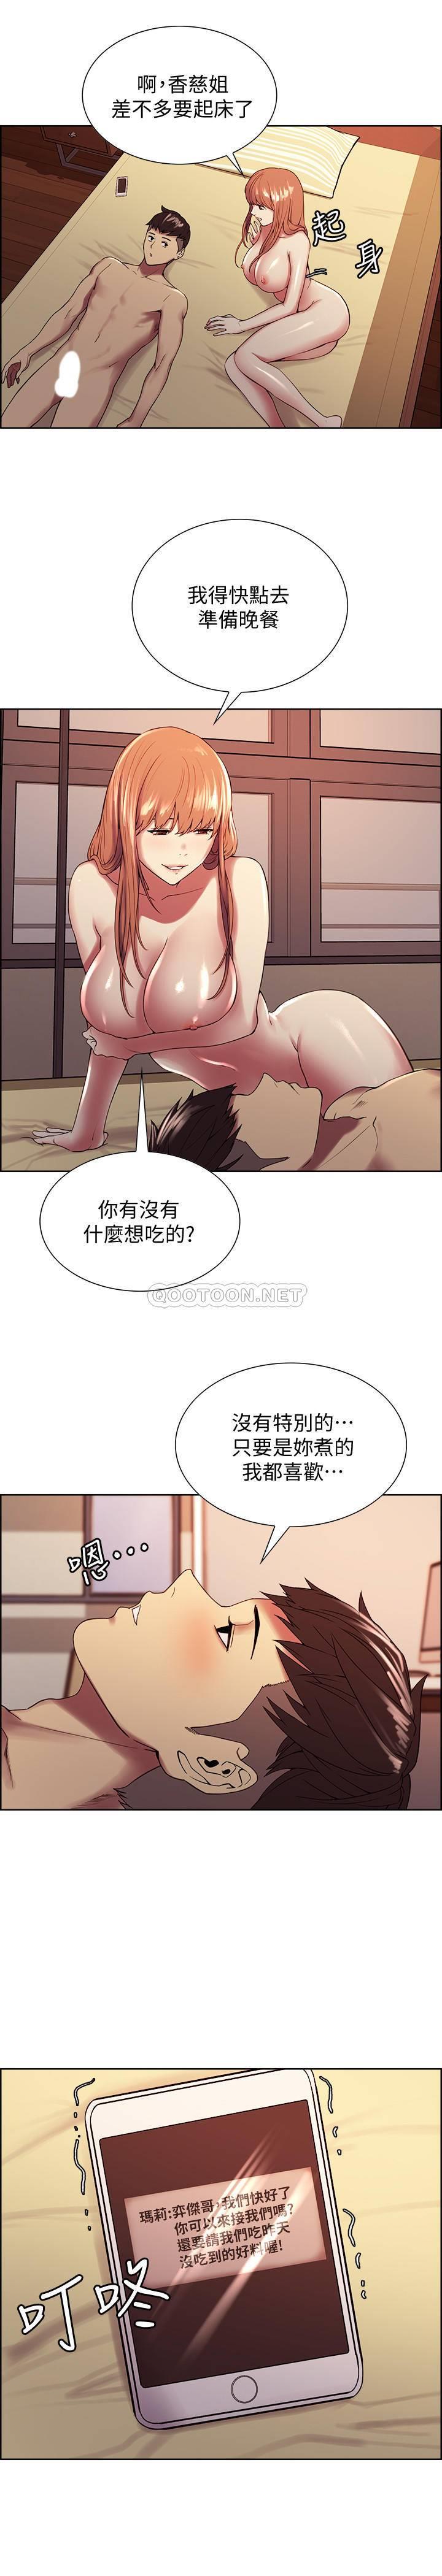 啊，香慈姐
差不多要起床了
起身
我得快點去
準備晚餐
你有沒有
什麼想吃的?
QOOTOON.NET
沒有特別的…
只要是妳煮的
我都喜歡…
嗯…
瑪莉:弈傑哥，我們快好了
你可以來接我們嗎?
還要請我們吃昨天
沒吃到的好料喔!
叮咚